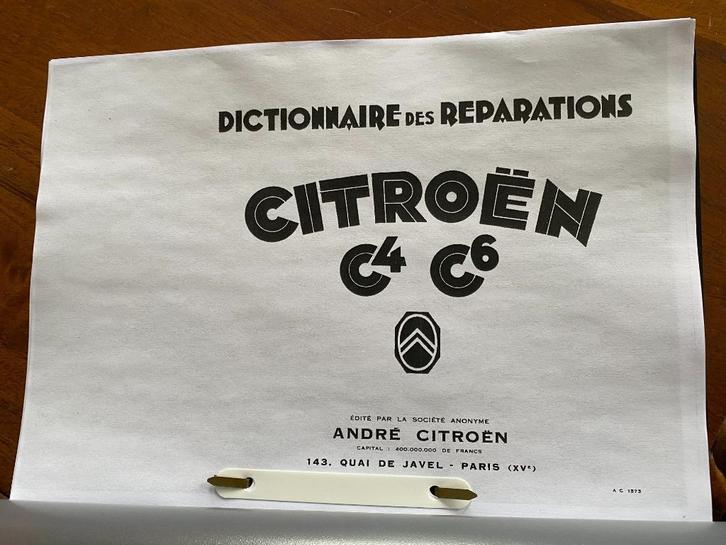 DICTIONNAIRE DES REPARATIONS
CITROËN
C4 C6
ÉDITÉ PAR LA SOCIÉTÉ ANONYME
ANDRÉ CITROËN
CAPITAL : 400.000.000 DE FRANCS
143, QUAI DE JAVEL - PARIS (XVe)
A C 1373